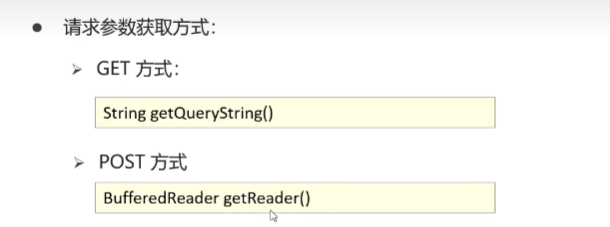 ● 请求参数获取方式：
➢ GET 方式：
String getQueryString()
➢ POST 方式
BufferedReader getReader()